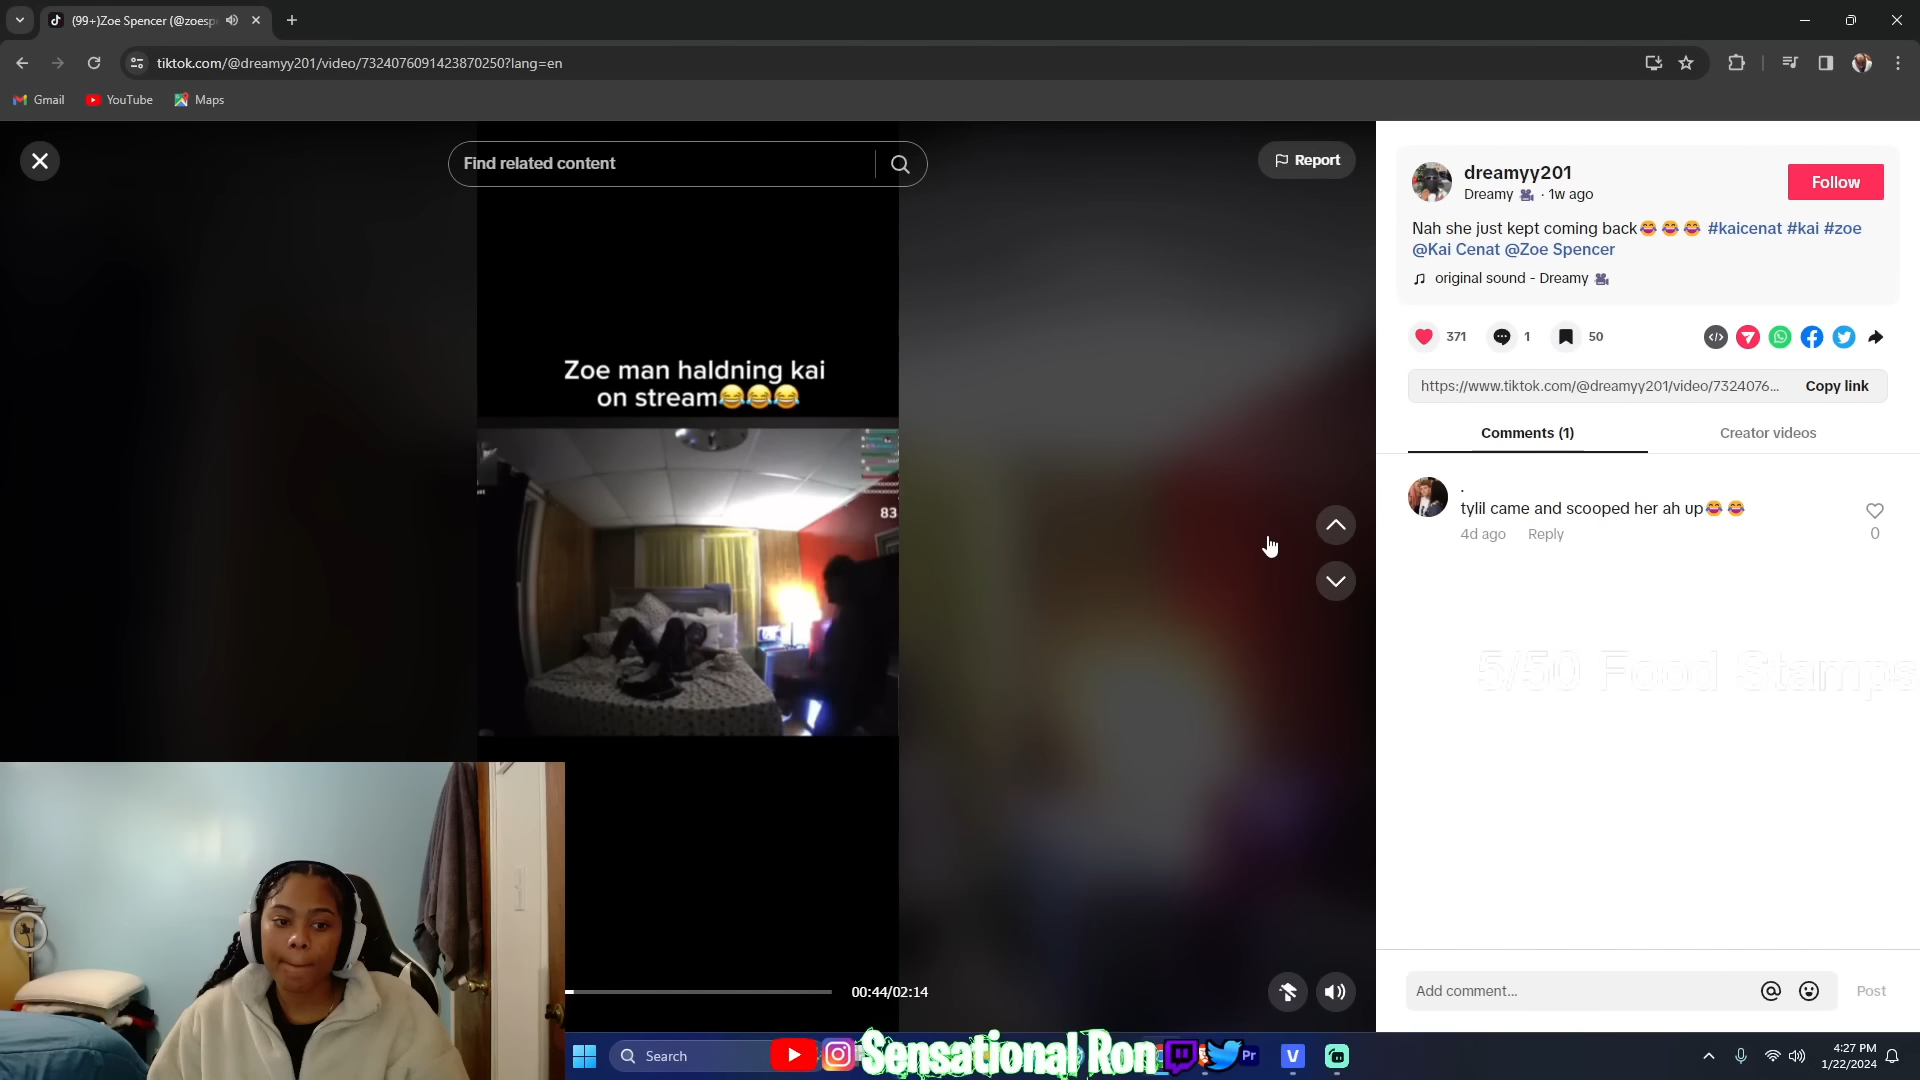 (99+)Zoe Spencer (@zoesp
tiktok.com/@dreamyy201/video/7324076091423870250?lang=en
Gmail
YouTube
Maps
Find related content
Report
Zoe man haldning kai
on stream😂😂😂
83
00:44/02:14
dreamyy201
Dreamy 🎥 · 1w ago
Follow
Nah she just kept coming back😂 😂 😂 #kaicenat #kai #zoe
@Kai Cenat @Zoe Spencer
original sound - Dreamy 🎥
371
1
50
https://www.tiktok.com/@dreamyy201/video/7324076...
Copy link
Comments (1)
Creator videos
.
tylil came and scooped her ah up😂 😂
4d ago
Reply
0
5/50 Food Stamps
Add comment...
Post
Search
Sensational Ron
Pr
V
4:27 PM
1/22/2024